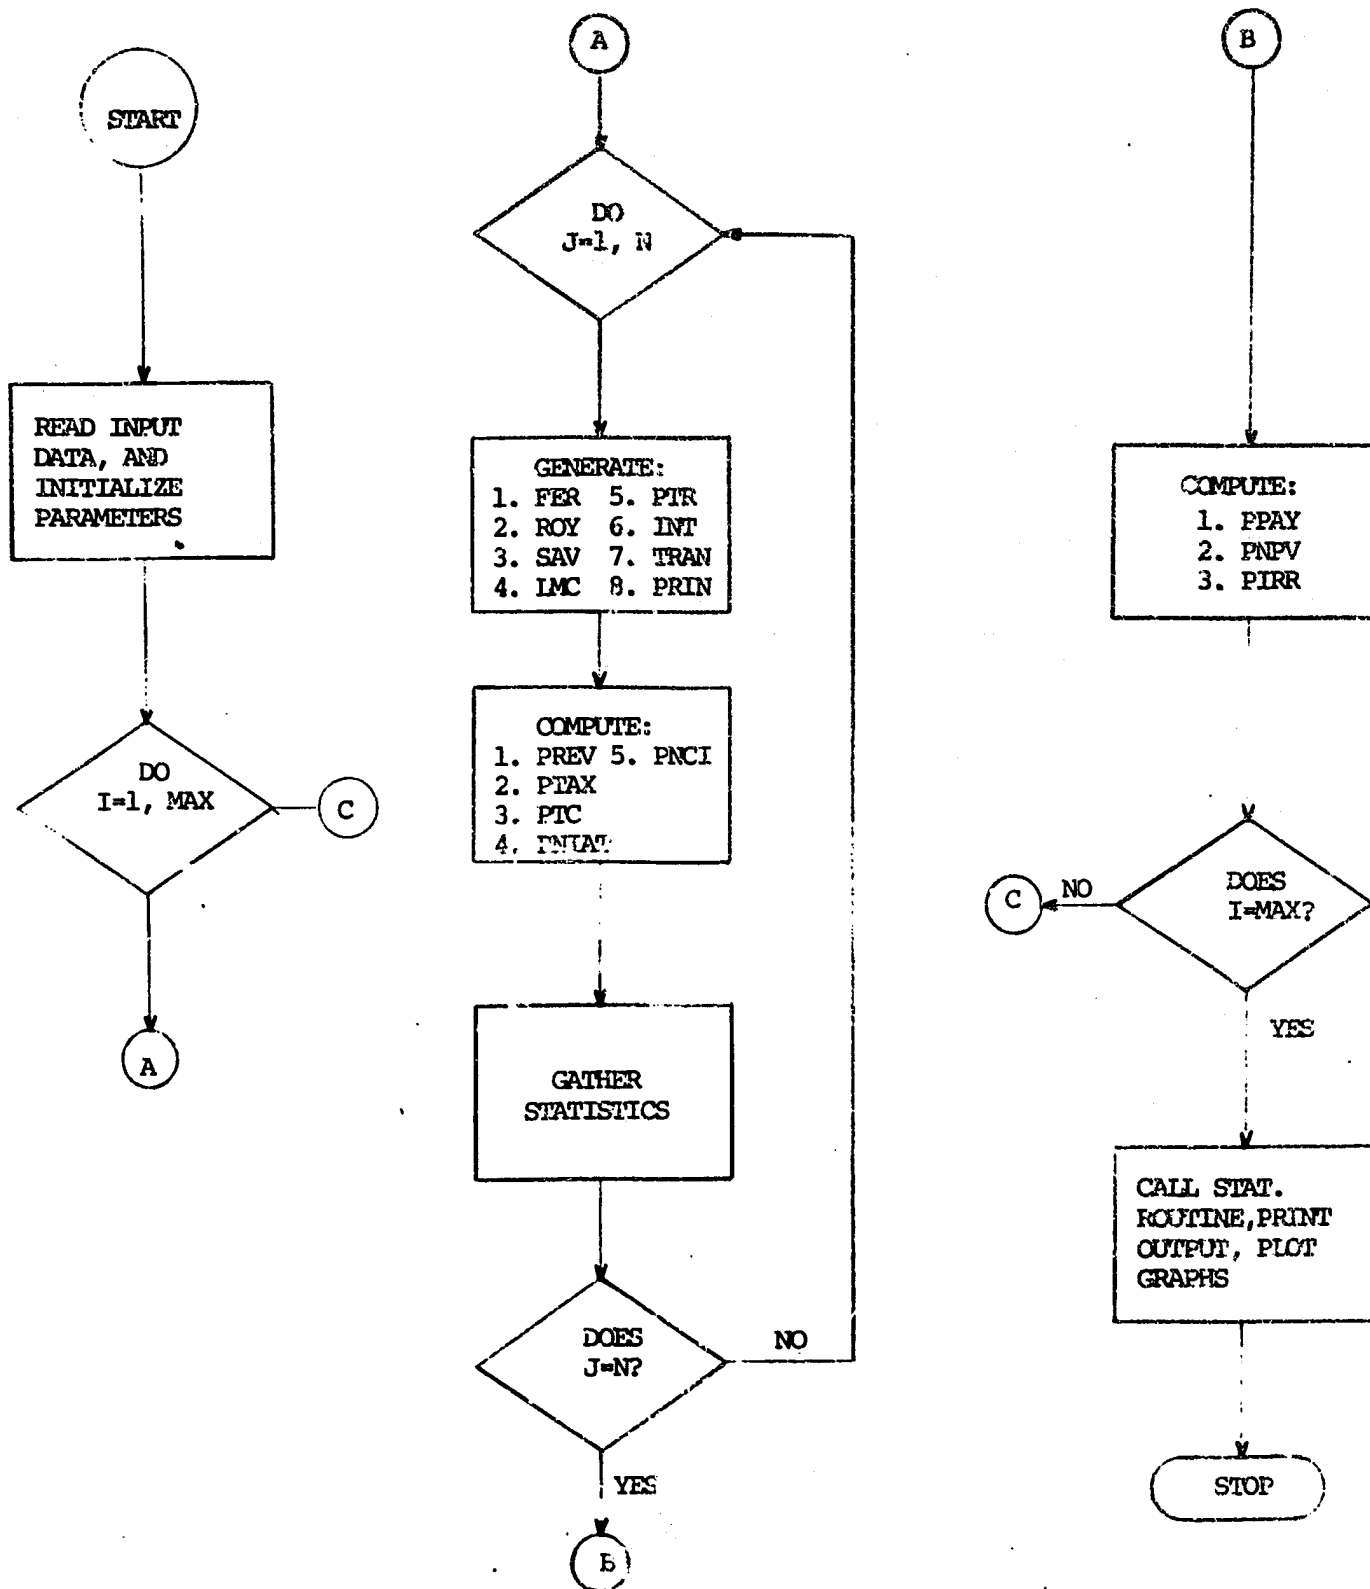 START
READ INPUT
DATA, AND
INITIALIZE
PARAMETERS
DO
I=1, MAX
C
A
A
DO
J=1, N
GENERATE:
1. FER 5. PTR
2. ROY 6. INT
3. SAV 7. TRAN
4. LMC 8. PRIN
COMPUTE:
1. PREV 5. PNCI
2. PTAX
3. PTC
4. PNIAT
GATHER
STATISTICS
DOES
J=N?
NO
YES
B
B
COMPUTE:
1. PPAY
2. PNPV
3. PIRR
DOES
I=MAX?
NO
C
YES
CALL STAT.
ROUTINE,PRINT
OUTPUT, PLOT
GRAPHS
STOP